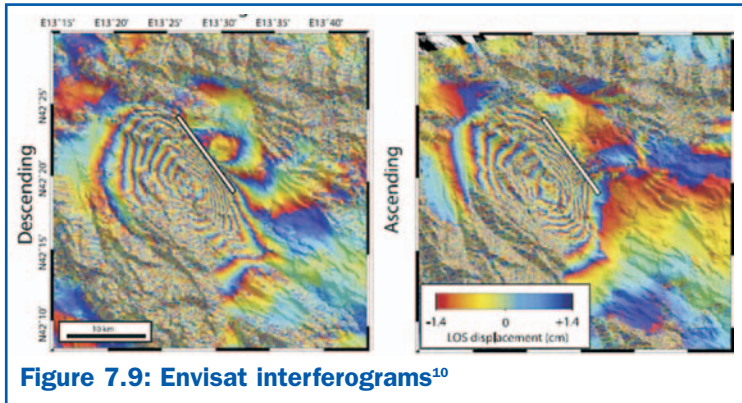 E13˚15' E13˚20' E13˚25' E13˚30' E13˚35' E13˚40'
N42˚25'
N42˚20'
N42˚15'
N42˚10'
Descending
10 km
Ascending
-1.4 0 +1.4
LOS displacement (cm)
Figure 7.9: Envisat interferograms¹⁰